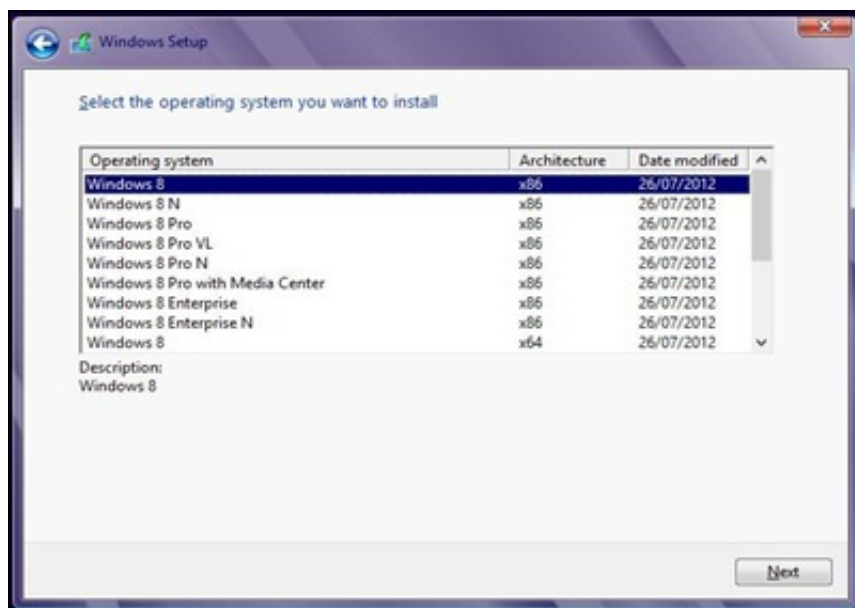 Windows Setup
Select the operating system you want to install
Operating system Architecture Date modified
Windows 8 x86 26/07/2012
Windows 8 N x86 26/07/2012
Windows 8 Pro x86 26/07/2012
Windows 8 Pro VL x86 26/07/2012
Windows 8 Pro N x86 26/07/2012
Windows 8 Pro with Media Center x86 26/07/2012
Windows 8 Enterprise x86 26/07/2012
Windows 8 Enterprise N x86 26/07/2012
Windows 8 x64 26/07/2012
Description:
Windows 8
Next